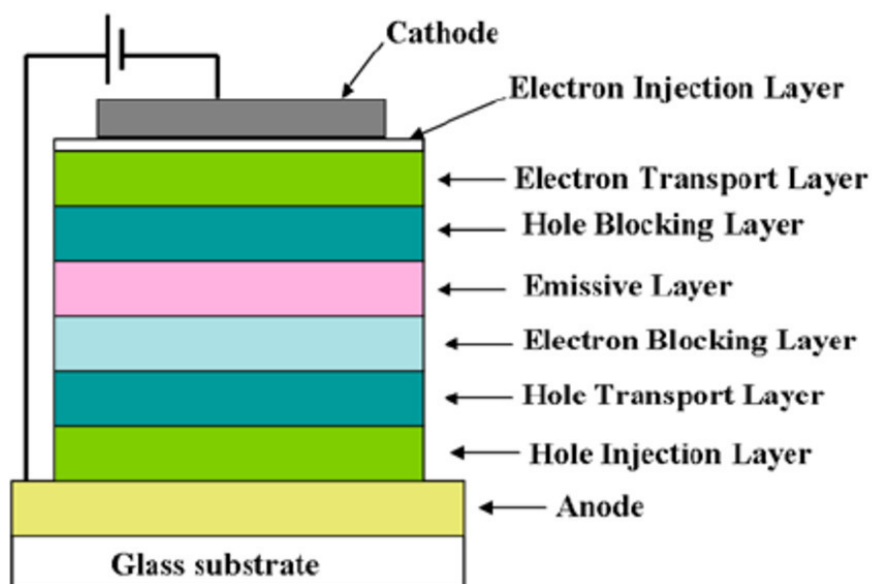 Cathode
Electron Injection Layer
Electron Transport Layer
Hole Blocking Layer
Emissive Layer
Electron Blocking Layer
Hole Transport Layer
Hole Injection Layer
Anode
Glass substrate